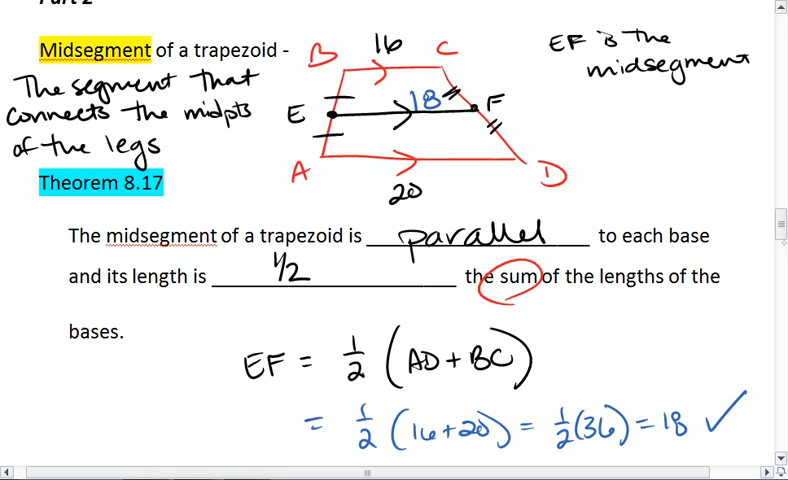 Part 2
Midsegment of a trapezoid -
The segment that
connects the midpts
of the legs
B
16
C
EF is the
midsegment
E
18
F
A
20
D
Theorem 8.17
The midsegment of a trapezoid is parallel to each base
and its length is 1/2 the sum of the lengths of the
bases.
EF = 1/2 (AD + BC)
= 1/2 (16+20) = 1/2 (36) = 18 ✓